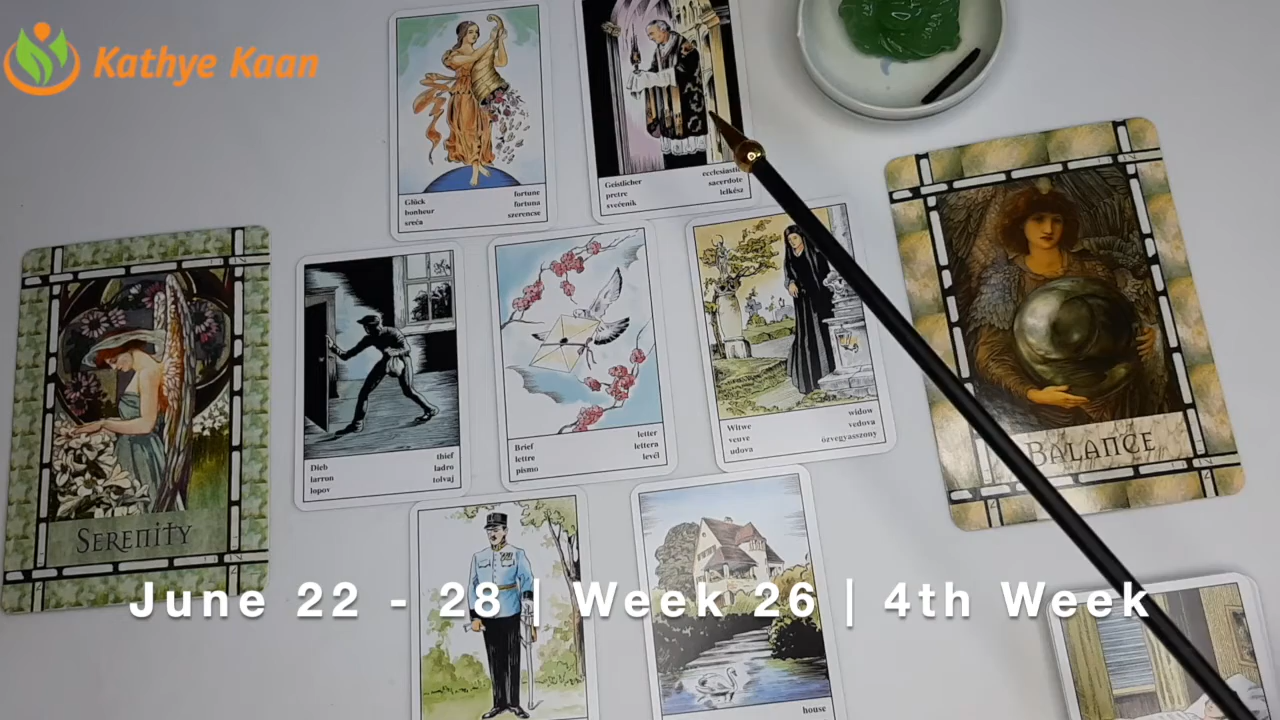 Kathye Kaan
Glück
bonheur
sreća
fortune
fortuna
szerencse
Geistlicher
pretre
svećenik
ecclesiastic
sacerdote
lelkész
Dieb
larron
lopov
thief
ladro
tolvaj
Brief
lettre
pismo
letter
lettera
levél
Witwe
veuve
udova
widow
vedova
özvegyasszony
SERENITY
BALANCE
June 22 - 28 | Week 26 | 4th Week
house